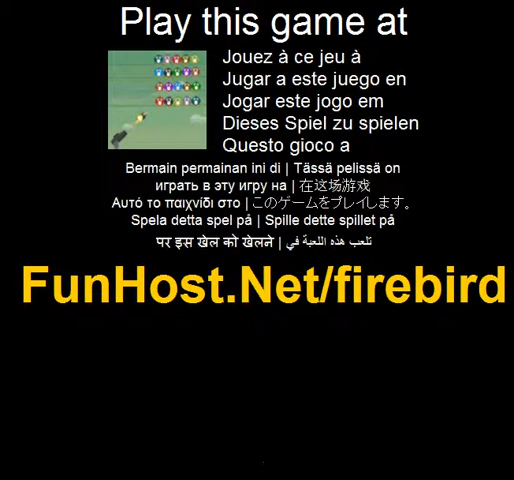 Play this game at
Jouez à ce jeu à
Jugar a este juego en
Jogar este jogo em
Dieses Spiel zu spielen
Questo gioco a
Bermain permainan ini di | Tässä pelissä on
играть в эту игру на | 在这场游戏
Αυτό το παιχνίδι στο | このゲームをプレイします。
Spela detta spel på | Spille dette spillet på
पर इस खेल को खेलने | تلعب هذه اللعبة في
FunHost.Net/firebird